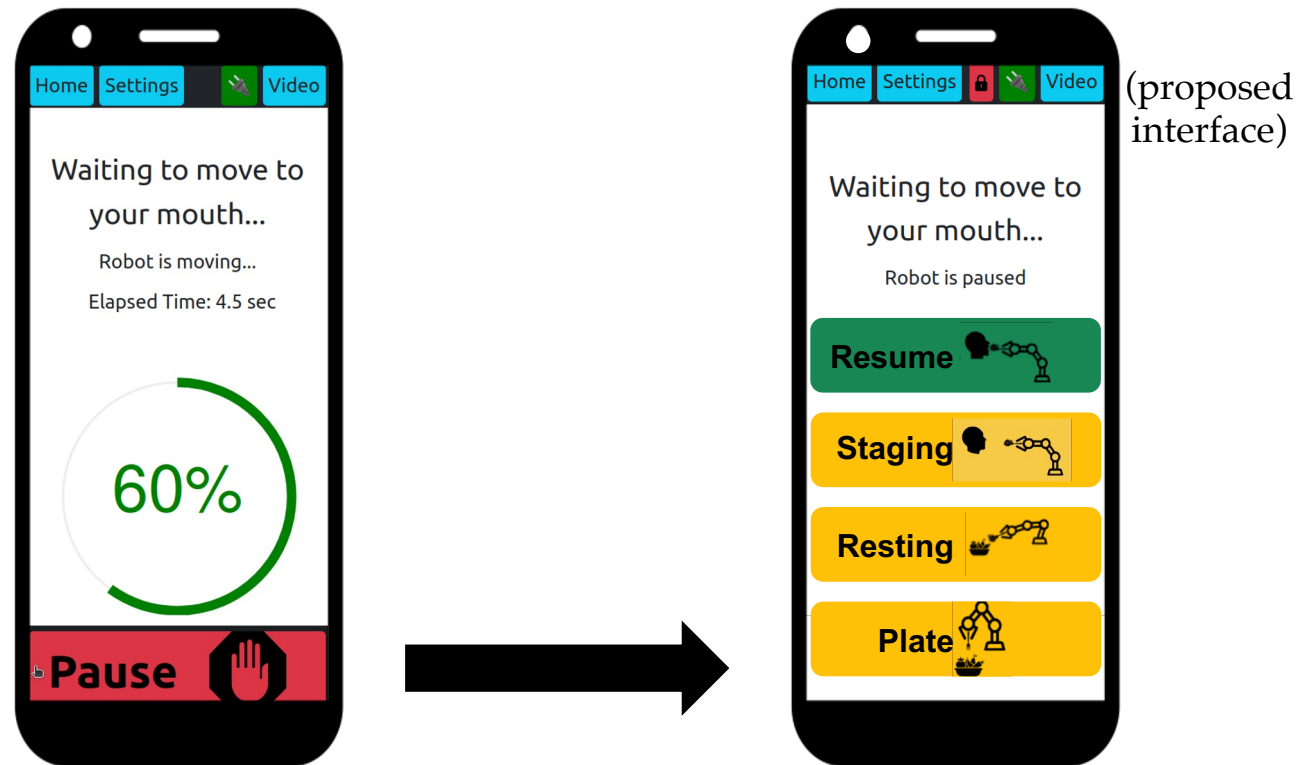 Home Settings Video
Waiting to move to
your mouth...
Robot is moving...
Elapsed Time: 4.5 sec
60%
Pause
Home Settings Video
Waiting to move to
your mouth...
Robot is paused
Resume
Staging
Resting
Plate
(proposed
interface)